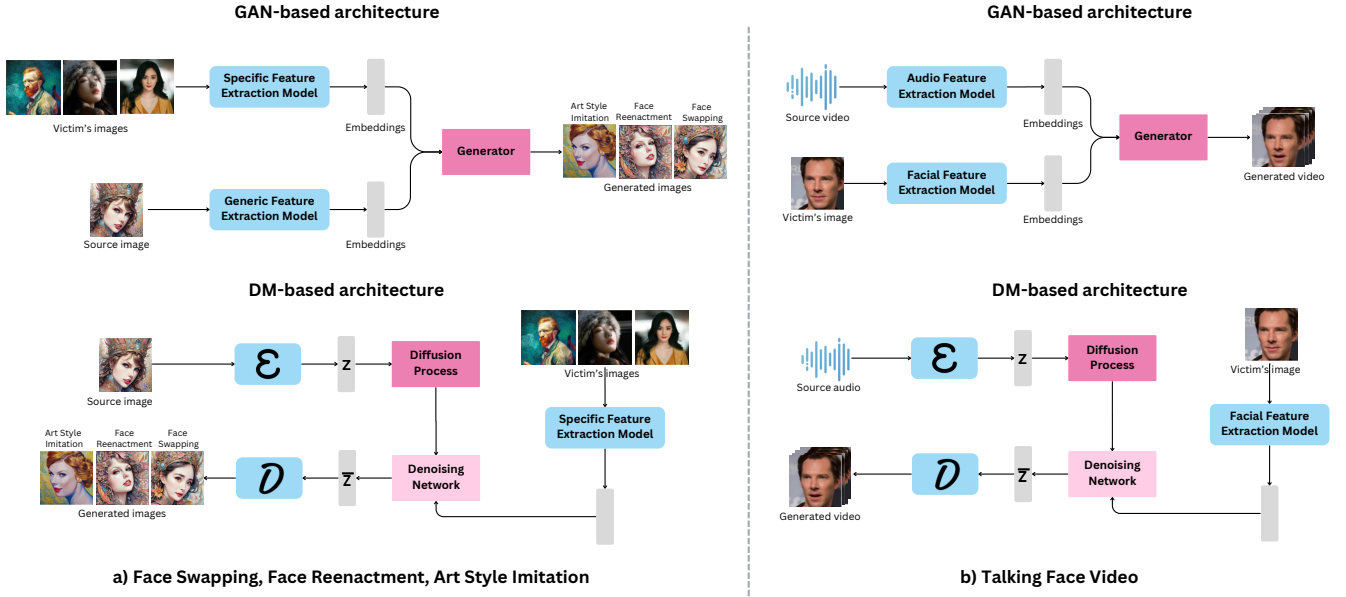 GAN-based architecture
Specific Feature
Extraction Model
Victim's images
Embeddings
Generic Feature
Extraction Model
Source image
Embeddings
Generator
Art Style
Imitation
Face
Reenactment
Face
Swapping
Generated images
DM-based architecture
Source image
ℰ
z
Diffusion
Process
Victim's images
Specific Feature
Extraction Model
Art Style
Imitation
Face
Reenactment
Face
Swapping
Generated images
𝒟
z̅
Denoising
Network
a) Face Swapping, Face Reenactment, Art Style Imitation
GAN-based architecture
Source video
Audio Feature
Extraction Model
Embeddings
Victim's image
Facial Feature
Extraction Model
Embeddings
Generator
Generated video
DM-based architecture
Source audio
ℰ
z
Diffusion
Process
Victim's image
Facial Feature
Extraction Model
Generated video
𝒟
z̅
Denoising
Network
b) Talking Face Video